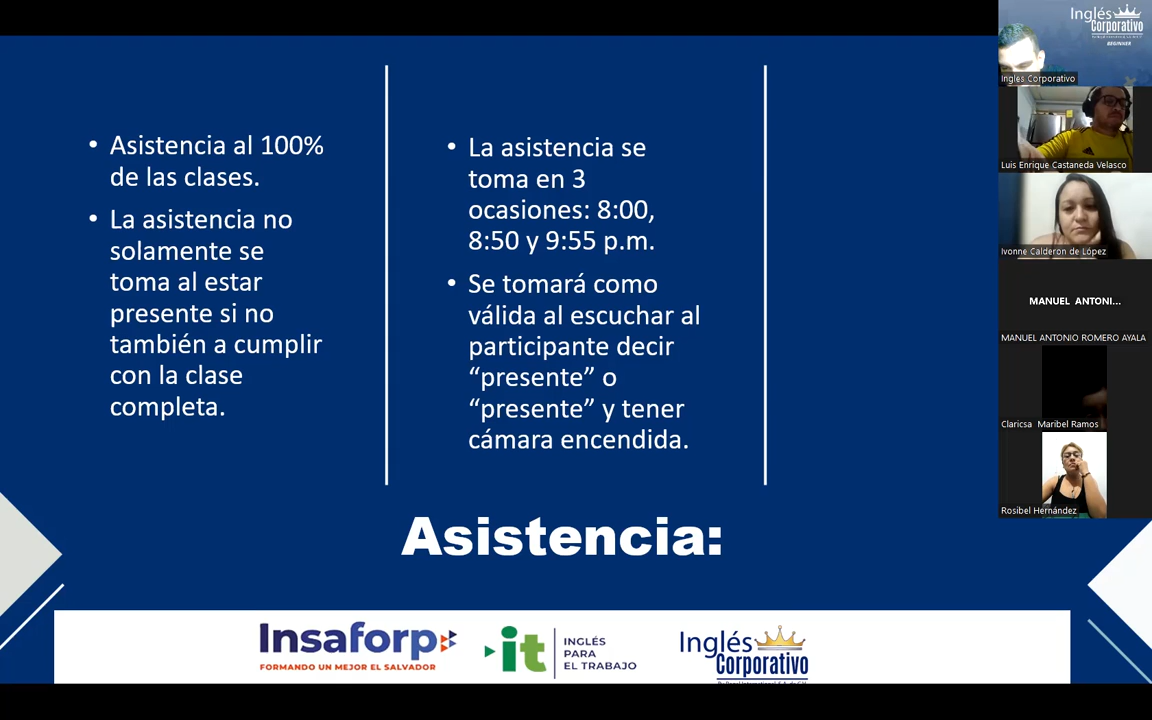 • Asistencia al 100%
de las clases.
• La asistencia no
solamente se
toma al estar
presente si no
también a cumplir
con la clase
completa.
• La asistencia se
toma en 3
ocasiones: 8:00,
8:50 y 9:55 p.m.
• Se tomará como
válida al escuchar al
participante decir
“presente” o
“presente” y tener
cámara encendida.
Asistencia:
Insaforp
FORMANDO UN MEJOR EL SALVADOR
it
INGLÉS
PARA
EL TRABAJO
Inglés
Corporativo
Inglés
Corporativo
BEGINNER
Ingles Corporativo
Luis Enrique Castaneda Velasco
Ivonne Calderon de López
MANUEL ANTONI...
MANUEL ANTONIO ROMERO AYALA
Claricsa Maribel Ramos
Rosibel Hernández